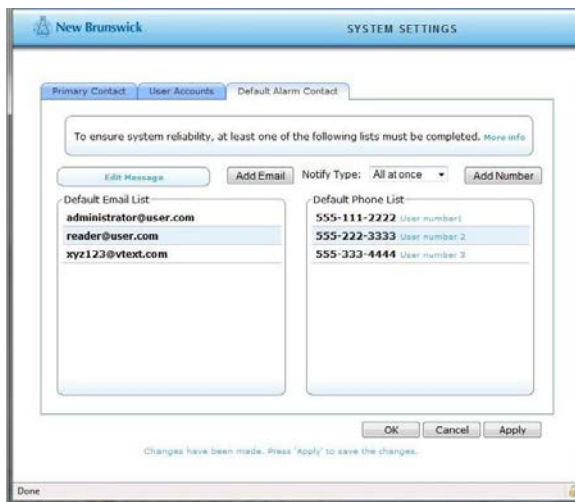 New Brunswick
SYSTEM SETTINGS
Primary Contact User Accounts Default Alarm Contact
To ensure system reliability, at least one of the following lists must be completed. More info
Edit Message Add Email Notify Type: All at once Add Number
Default Email List
administrator@user.com
reader@user.com
xyz123@vtext.com
Default Phone List
555-111-2222 User number1
555-222-3333 User number 2
555-333-4444 User number 3
OK Cancel Apply
Changes have been made. Press 'Apply' to save the changes.
Done